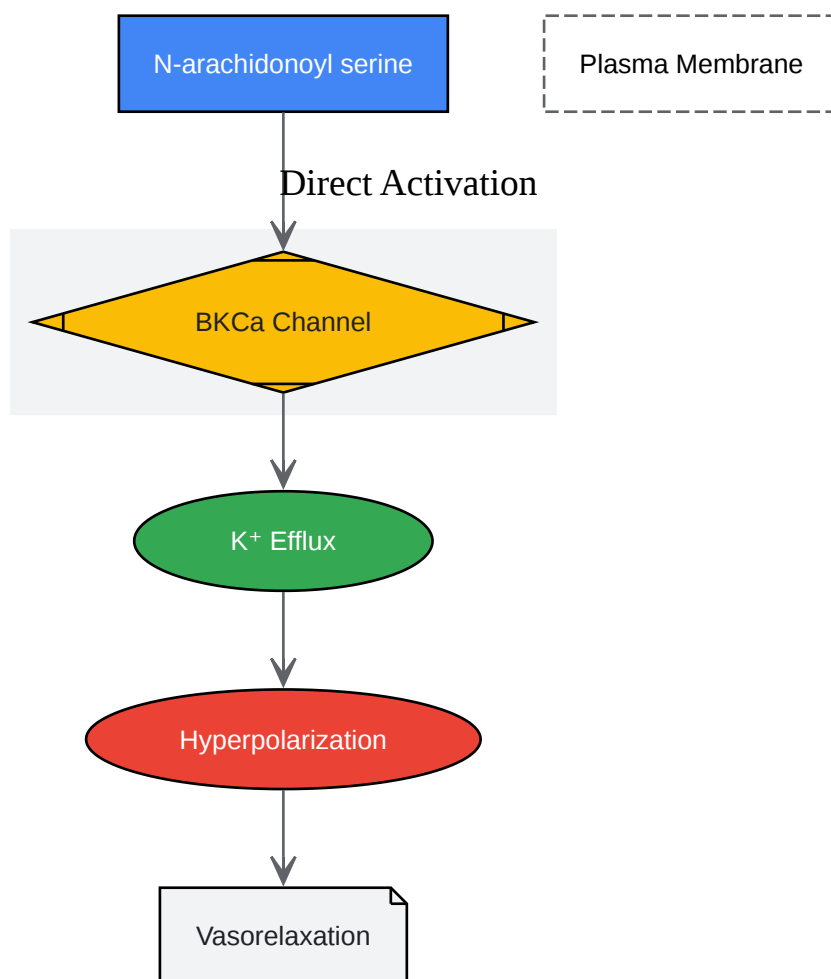 N-arachidonoyl serine
Plasma Membrane
Direct Activation
BKCa Channel
K⁺ Efflux
Hyperpolarization
Vasorelaxation